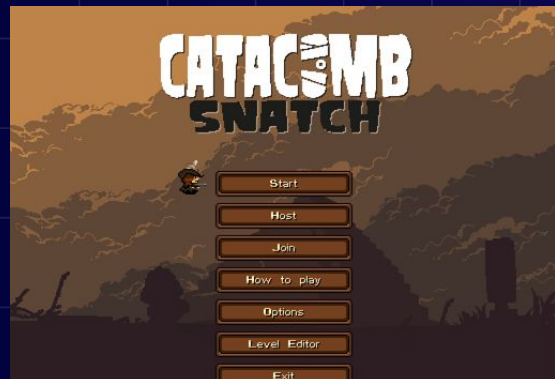 CATACOMB
SNATCH
Start
Host
Join
How to play
Options
Level Editor
Exit